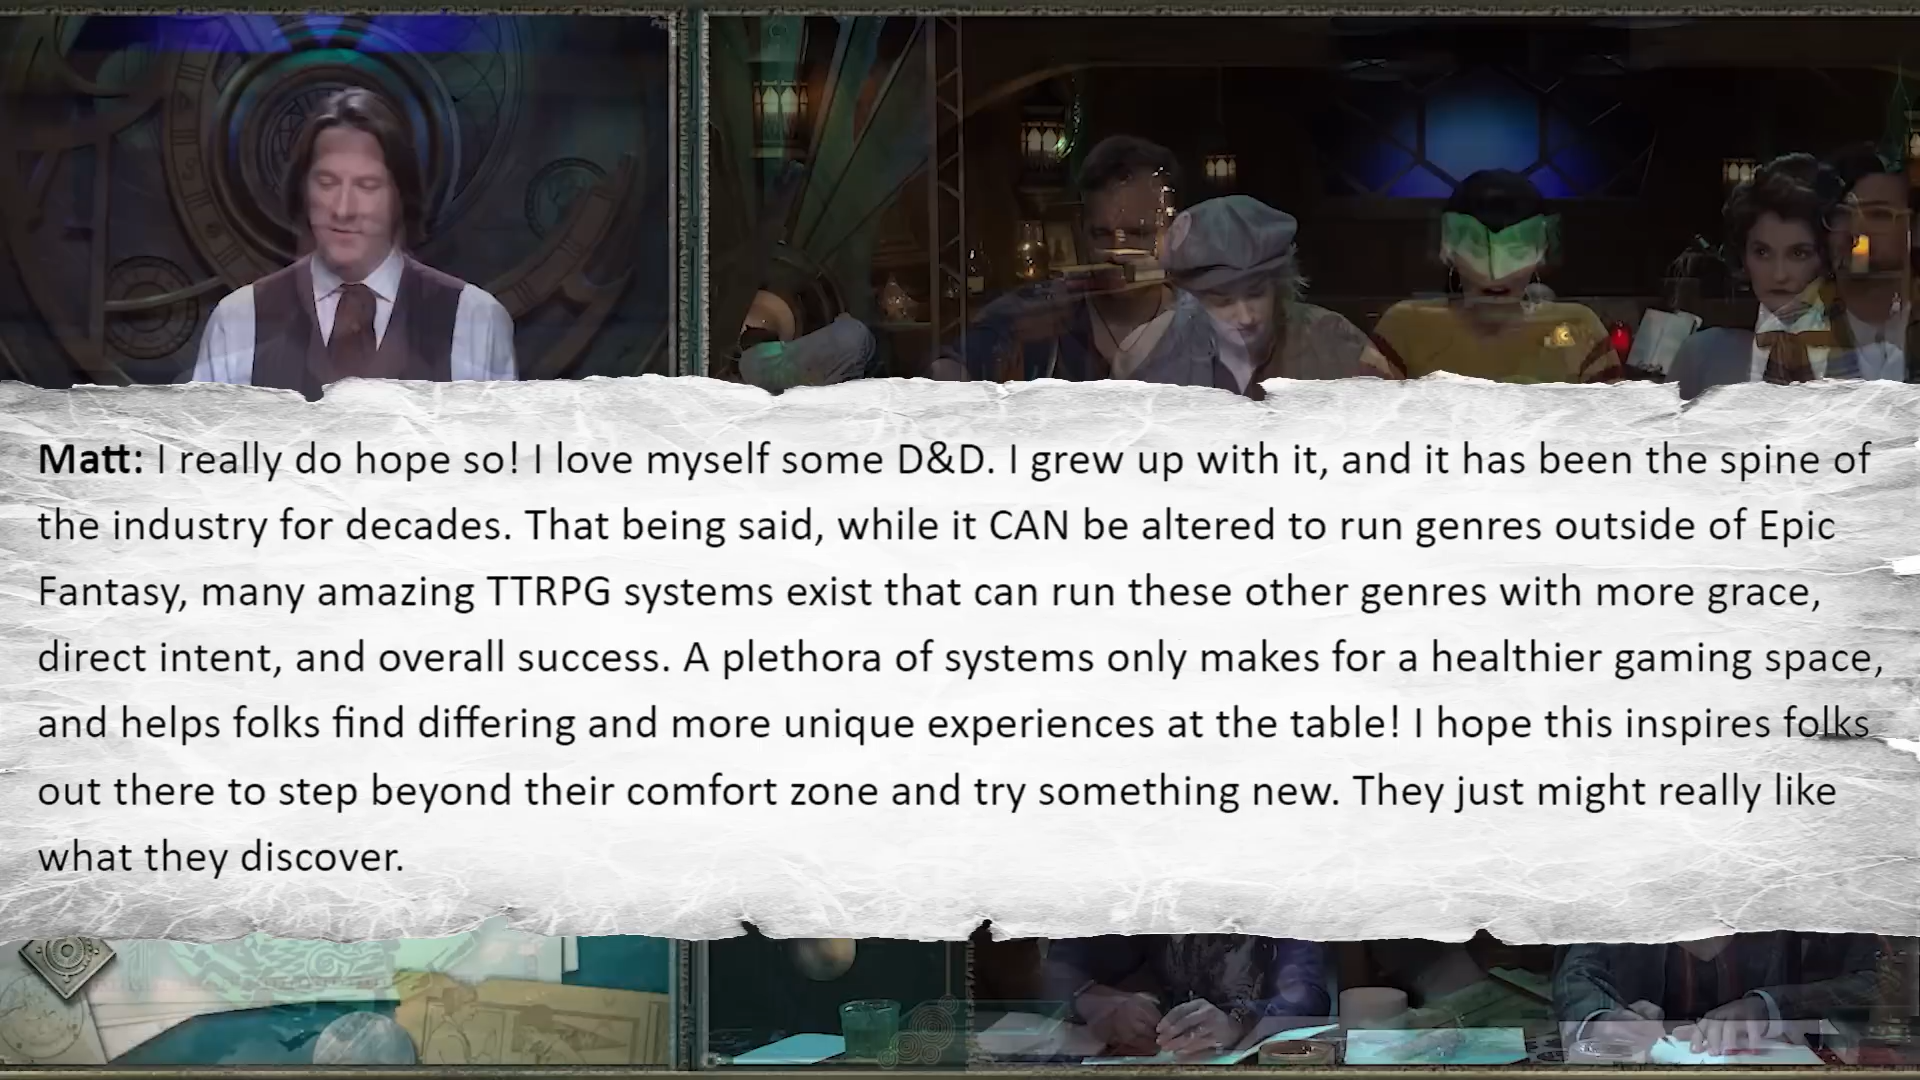 Matt: I really do hope so! I love myself some D&D. I grew up with it, and it has been the spine of
the industry for decades. That being said, while it CAN be altered to run genres outside of Epic
Fantasy, many amazing TTRPG systems exist that can run these other genres with more grace,
direct intent, and overall success. A plethora of systems only makes for a healthier gaming space,
and helps folks find differing and more unique experiences at the table! I hope this inspires folks
out there to step beyond their comfort zone and try something new. They just might really like
what they discover.